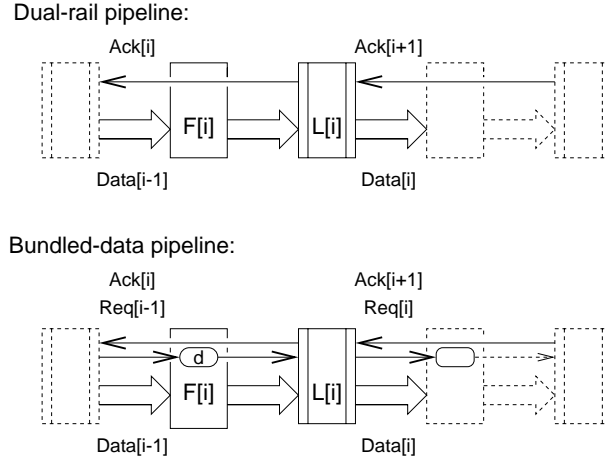 Dual-rail pipeline:
Ack[i] Ack[i+1]
F[i] L[i]
Data[i-1] Data[i]
Bundled-data pipeline:
Ack[i] Ack[i+1]
Req[i-1] Req[i]
d
F[i] L[i]
Data[i-1] Data[i]